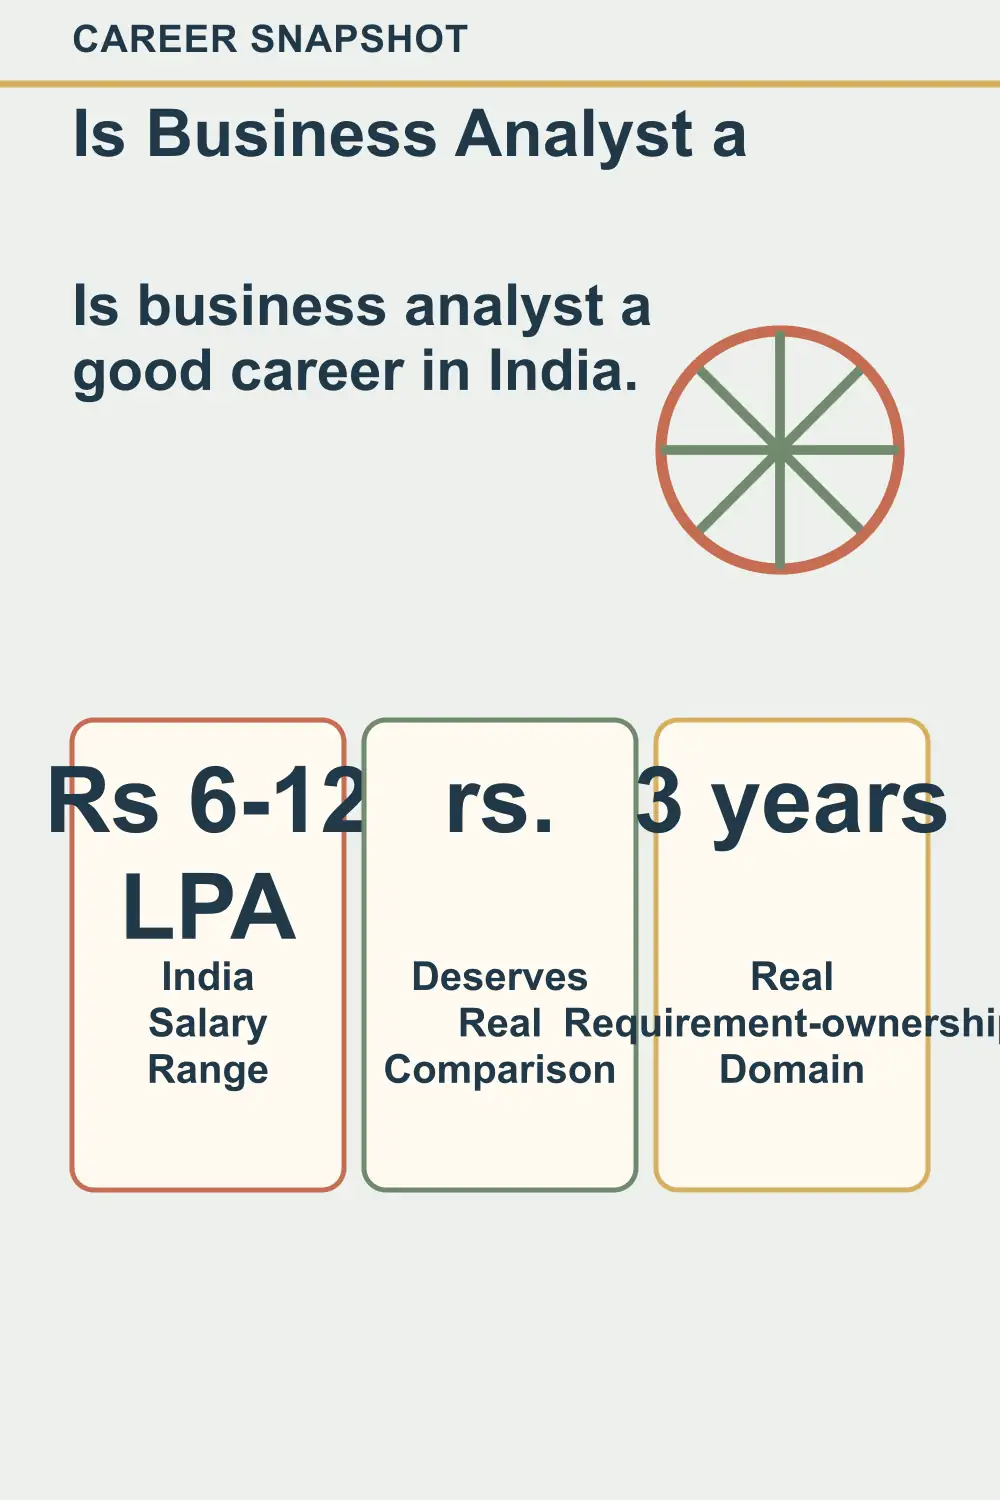 CAREER SNAPSHOT
Is Business Analyst a
Is business analyst a
good career in India.
Rs 6-12
LPA
India
Salary
Range
rs.
Deserves
Real
Comparison
3 years
Real
Requirement-ownership
Domain